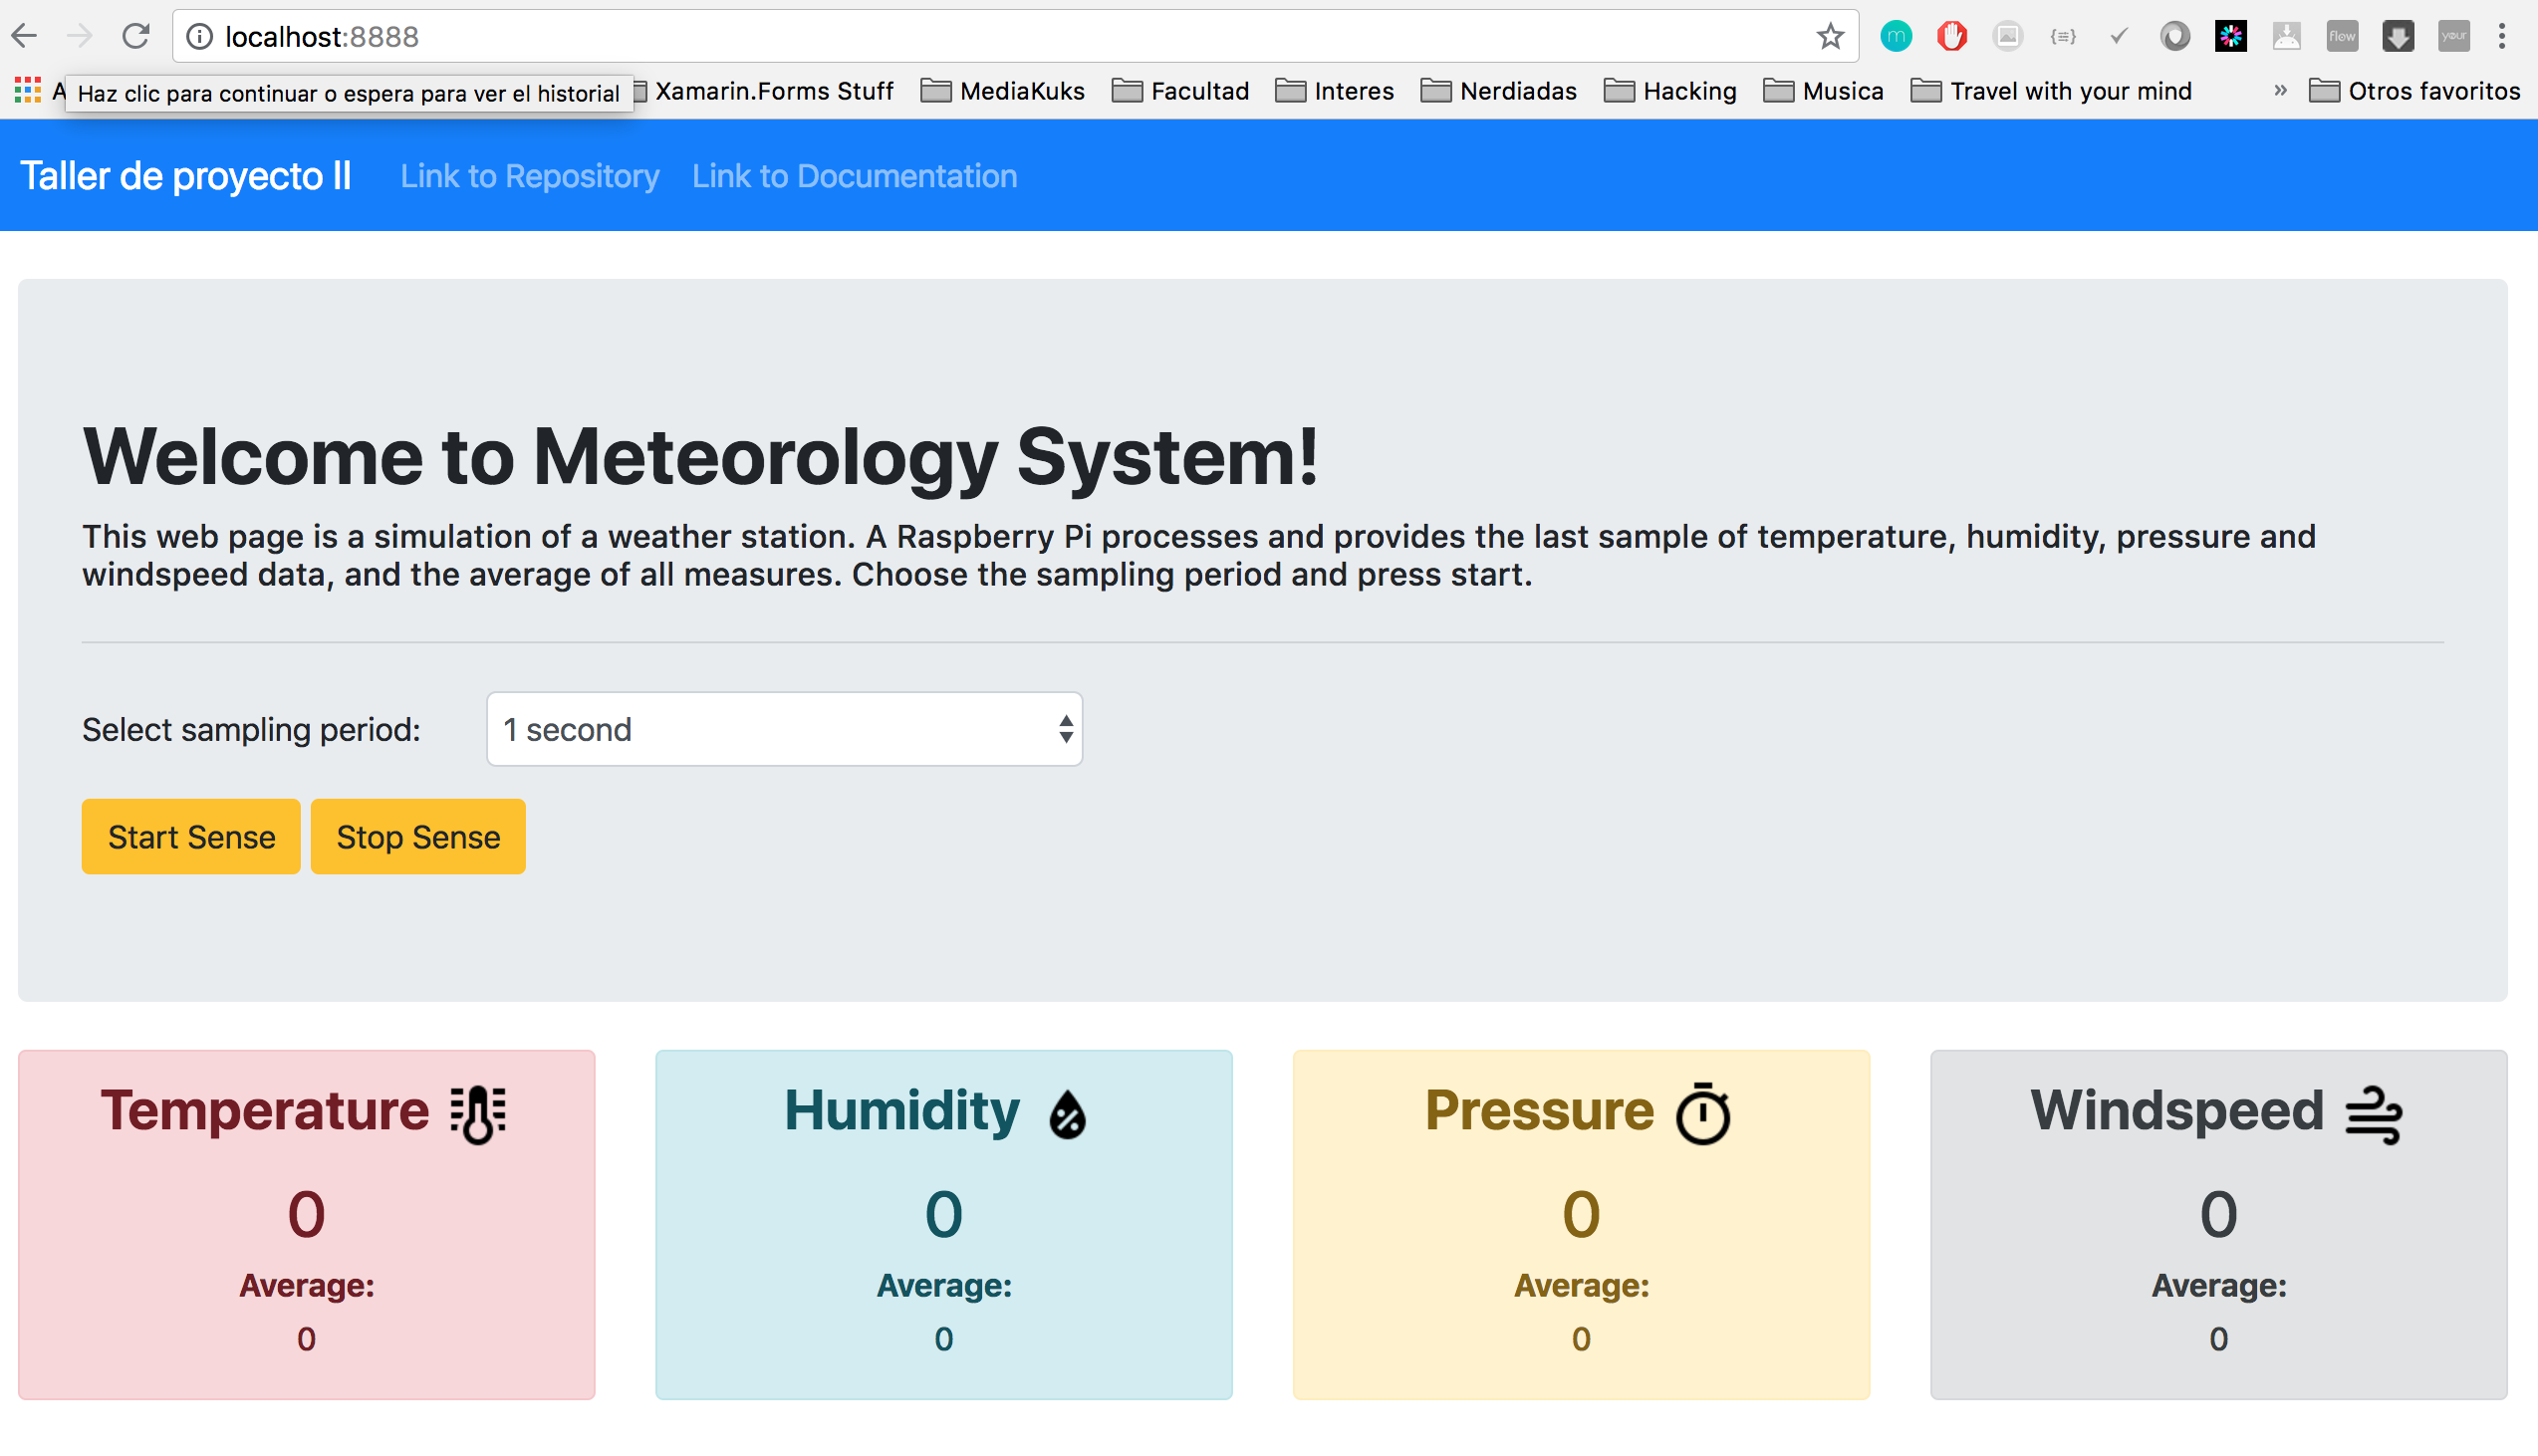 localhost:8888
m
flow
your
A
Haz clic para continuar o espera para ver el historial
Xamarin.Forms Stuff
MediaKuks
Facultad
Interes
Nerdiadas
Hacking
Musica
Travel with your mind
»
Otros favoritos
Taller de proyecto II
Link to Repository
Link to Documentation
Welcome to Meteorology System!
This web page is a simulation of a weather station. A Raspberry Pi processes and provides the last sample of temperature, humidity, pressure and
windspeed data, and the average of all measures. Choose the sampling period and press start.
Select sampling period:
1 second
Start Sense
Stop Sense
Temperature
0
Average:
0
Humidity
0
Average:
0
Pressure
0
Average:
0
Windspeed
0
Average:
0